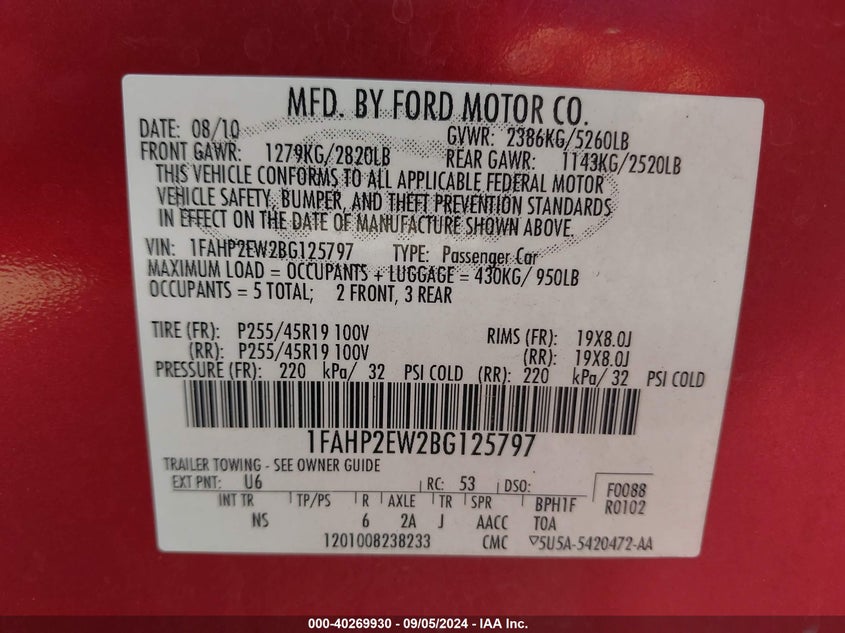 MFD. BY FORD MOTOR CO.
DATE: 08/10 GVWR: 2386KG/5260LB
FRONT GAWR: 1279KG/2820LB REAR GAWR: 1143KG/2520LB
THIS VEHICLE CONFORMS TO ALL APPLICABLE FEDERAL MOTOR
VEHICLE SAFETY, BUMPER, AND THEFT PREVENTION STANDARDS
IN EFFECT ON THE DATE OF MANUFACTURE SHOWN ABOVE.
VIN: 1FAHP2EW2BG125797 TYPE: Passenger Car
MAXIMUM LOAD = OCCUPANTS + LUGGAGE = 430KG/ 950LB
OCCUPANTS = 5 TOTAL; 2 FRONT, 3 REAR
TIRE (FR): P255/45R19 100V RIMS (FR): 19X8.0J
(RR): P255/45R19 100V (RR): 19X8.0J
PRESSURE (FR): 220 kPa/ 32 PSI COLD (RR): 220 kPa/ 32 PSI COLD
1FAHP2EW2BG125797
TRAILER TOWING - SEE OWNER GUIDE
EXT PNT: U6 RC: 53 DSO: F0088
R0102
INT TR TP/PS R AXLE TR SPR BPH1F
NS 6 2A J AACC TOA
1201008238233 CMC ▽5U5A-5420472-AA
000-40269930 - 09/05/2024 - IAA Inc.